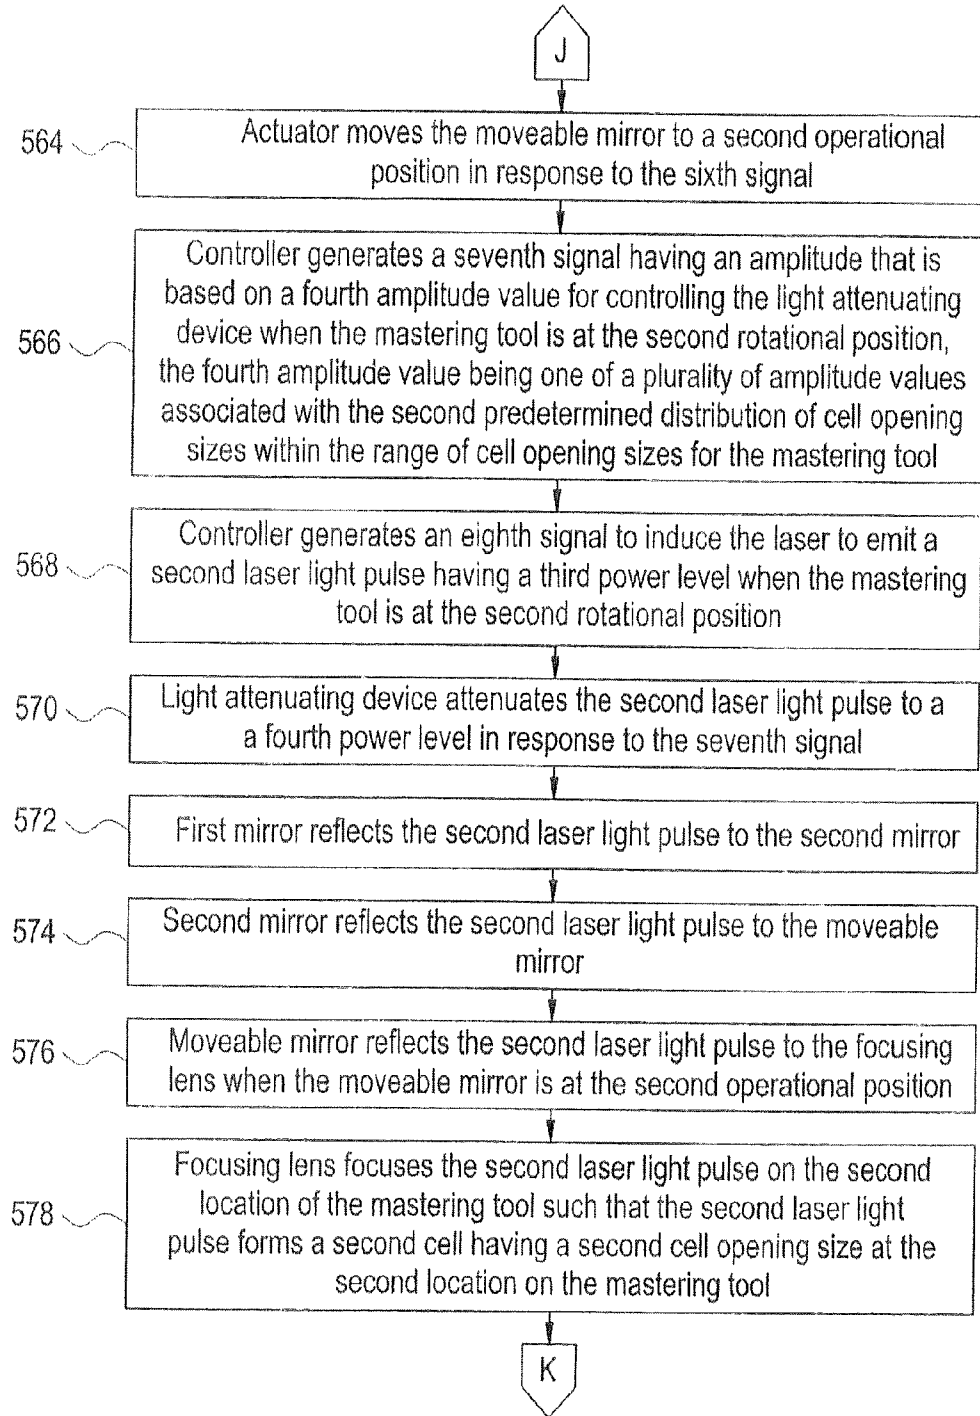 J
564
Actuator moves the moveable mirror to a second operational
position in response to the sixth signal
566
Controller generates a seventh signal having an amplitude that is
based on a fourth amplitude value for controlling the light attenuating
device when the mastering tool is at the second rotational position,
the fourth amplitude value being one of a plurality of amplitude values
associated with the second predetermined distribution of cell opening
sizes within the range of cell opening sizes for the mastering tool
568
Controller generates an eighth signal to induce the laser to emit a
second laser light pulse having a third power level when the mastering
tool is at the second rotational position
570
Light attenuating device attenuates the second laser light pulse to a
a fourth power level in response to the seventh signal
572
First mirror reflects the second laser light pulse to the second mirror
574
Second mirror reflects the second laser light pulse to the moveable
mirror
576
Moveable mirror reflects the second laser light pulse to the focusing
lens when the moveable mirror is at the second operational position
578
Focusing lens focuses the second laser light pulse on the second
location of the mastering tool such that the second laser light
pulse forms a second cell having a second cell opening size at the
second location on the mastering tool
K